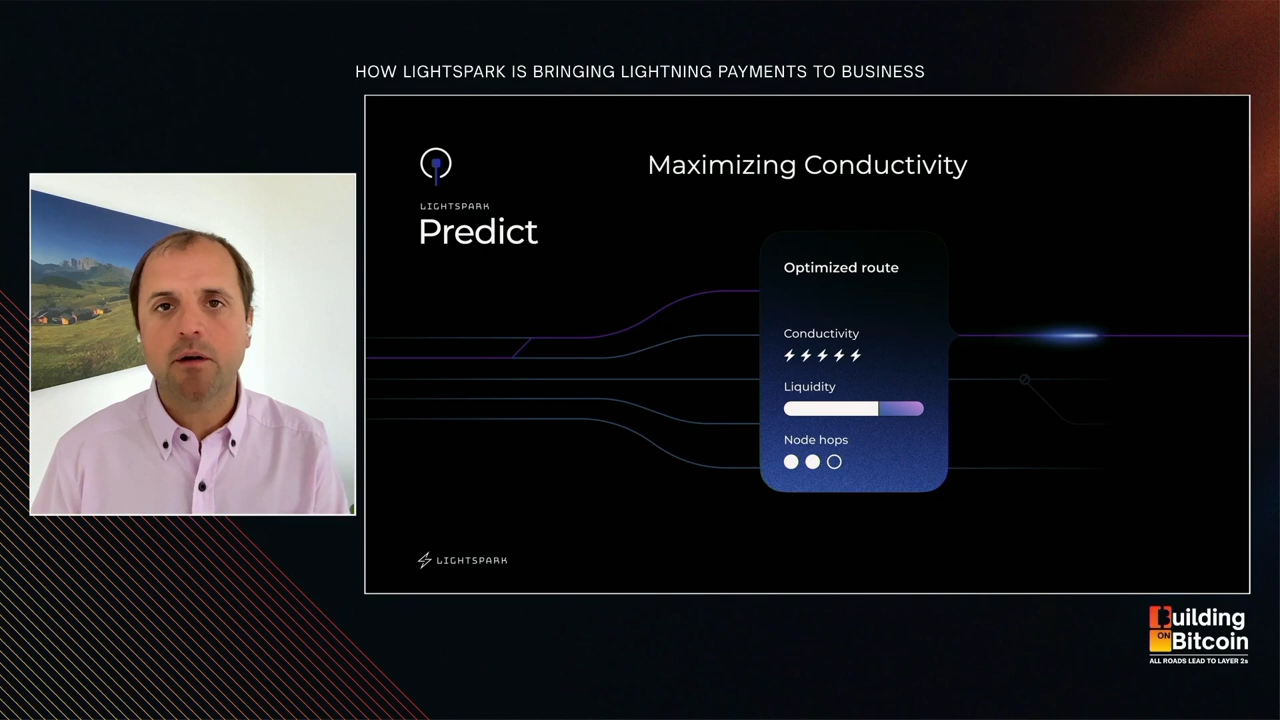 HOW LIGHTSPARK IS BRINGING LIGHTNING PAYMENTS TO BUSINESS
Maximizing Conductivity
LIGHTSPARK
Predict
Optimized route
Conductivity
Liquidity
Node hops
LIGHTSPARK
Building
ON
Bitcoin
ALL ROADS LEAD TO LAYER 2s